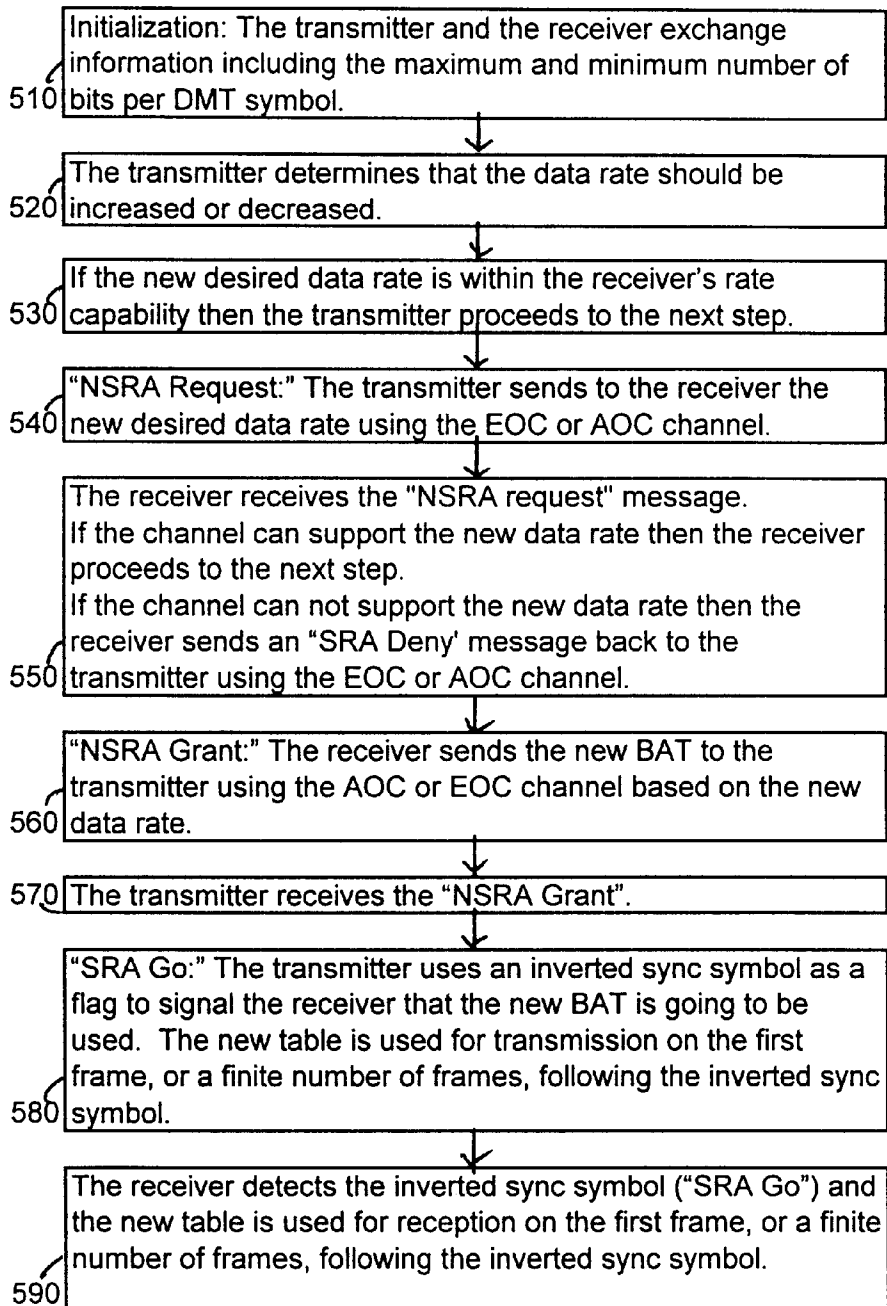 Initialization: The transmitter and the receiver exchange
information including the maximum and minimum number of
510 bits per DMT symbol.
The transmitter determines that the data rate should be
520 increased or decreased.
If the new desired data rate is within the receiver's rate
530 capability then the transmitter proceeds to the next step.
“NSRA Request:” The transmitter sends to the receiver the
540 new desired data rate using the EOC or AOC channel.
The receiver receives the "NSRA request" message.
If the channel can support the new data rate then the receiver
proceeds to the next step.
If the channel can not support the new data rate then the
receiver sends an “SRA Deny' message back to the
550 transmitter using the EOC or AOC channel.
“NSRA Grant:” The receiver sends the new BAT to the
transmitter using the AOC or EOC channel based on the new
560 data rate.
570 The transmitter receives the “NSRA Grant”.
“SRA Go:” The transmitter uses an inverted sync symbol as a
flag to signal the receiver that the new BAT is going to be
used. The new table is used for transmission on the first
frame, or a finite number of frames, following the inverted sync
580 symbol.
The receiver detects the inverted sync symbol (“SRA Go”) and
the new table is used for reception on the first frame, or a finite
number of frames, following the inverted sync symbol.
590